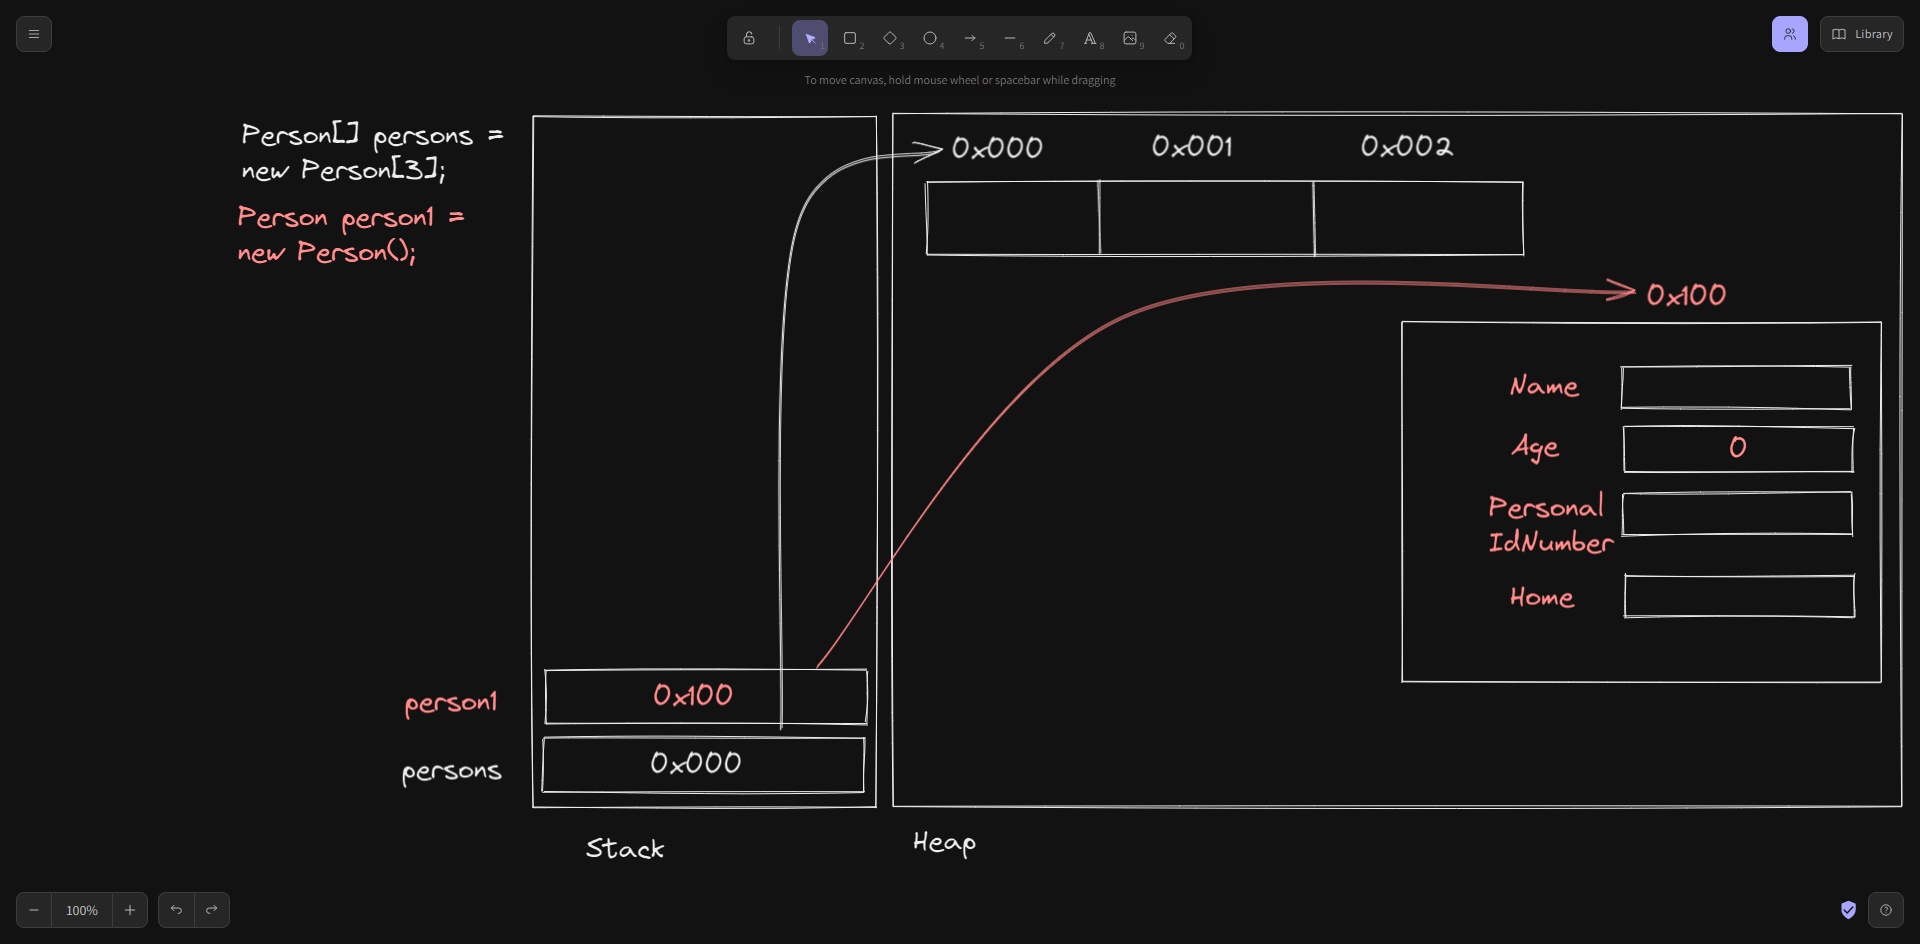 1
2
3
4
5
6
7
8
9
0
Library
To move canvas, hold mouse wheel or spacebar while dragging
Person[] persons =
new Person[3];
Person person1 =
new Person();
0x000
0x001
0x002
0x100
Name
Age
0
Personal
IdNumber
Home
person1
0x100
persons
0x000
Stack
Heap
100%